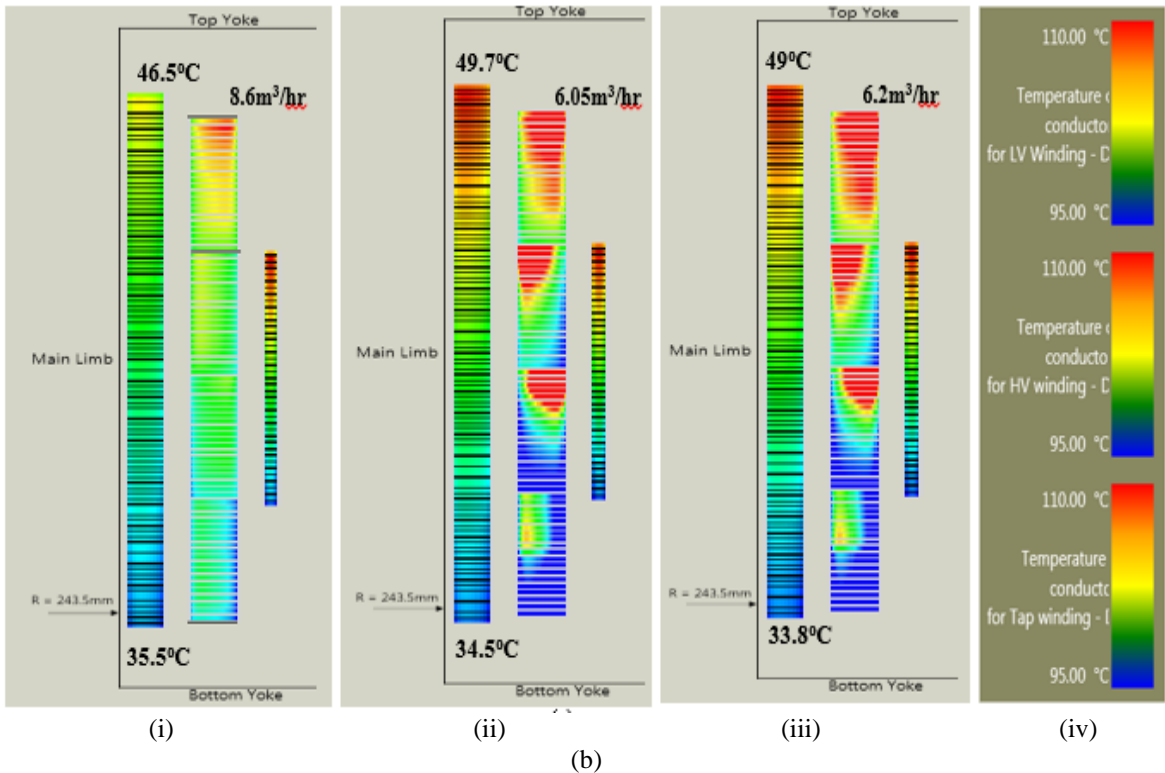 Top Yoke
46.5⁰C
8.6m³/hr
Main Limb
R = 243.5mm
35.5⁰C
Bottom Yoke
(i)
Top Yoke
49.7⁰C
6.05m³/hr
Main Limb
R = 243.5mm
34.5⁰C
Bottom Yoke
(ii)
Top Yoke
49⁰C
6.2m³/hr
Main Limb
R = 243.5mm
33.8⁰C
Bottom Yoke
(iii)
110.00 °C
Temperature
conducto
for LV Winding - D
95.00 °C
110.00 °C
Temperature
conducto
for HV winding - D
95.00 °C
110.00 °C
Temperature
conducto
for Tap winding - D
95.00 °C
(iv)
(b)